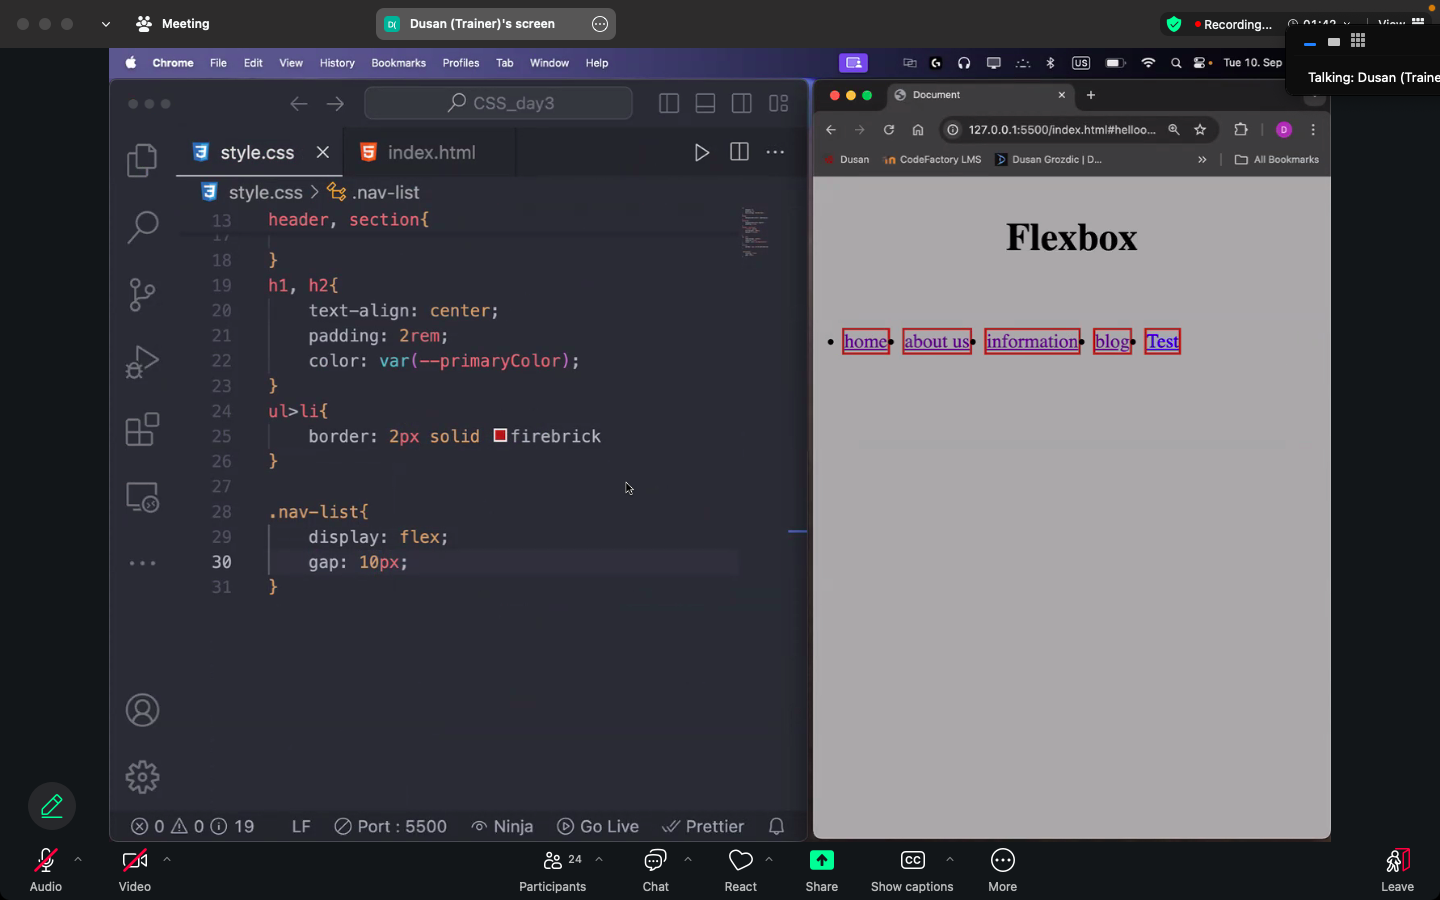 Meeting
Dusan (Trainer)'s screen
Recording...
Talking: Dusan (Traine
Chrome File Edit View History Bookmarks Profiles Tab Window Help
US
Tue 10. Sep
CSS_day3
style.css
index.html
style.css > .nav-list
13 header, section{
17
18 }
19 h1, h2{
20 text-align: center;
21 padding: 2rem;
22 color: var(--primaryColor);
23 }
24 ul>li{
25 border: 2px solid firebrick
26 }
27
28 .nav-list{
29 display: flex;
30 gap: 10px;
31 }
0 0 19 LF Port : 5500 Ninja Go Live Prettier
Document
127.0.0.1:5500/index.html#helloo...
D
Dusan CodeFactory LMS Dusan Grozdic | D... » All Bookmarks
Flexbox
• home • about us • information • blog • Test
Audio Video
24
Participants Chat React Share Show captions More Leave